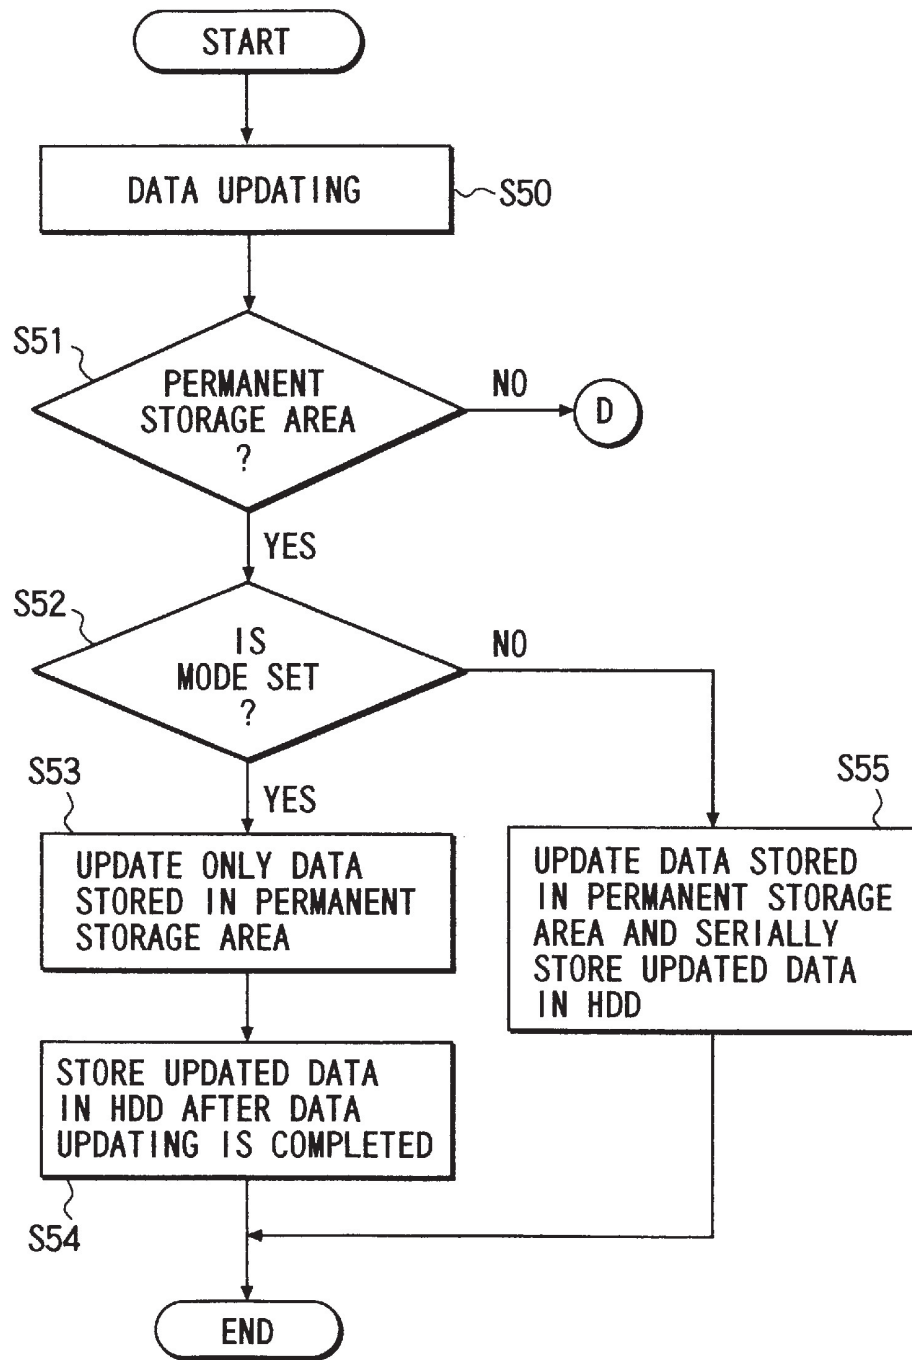 START
DATA UPDATING
S50
S51
PERMANENT
STORAGE AREA
?
NO
D
YES
S52
IS
MODE SET
?
NO
YES
S53
UPDATE ONLY DATA
STORED IN PERMANENT
STORAGE AREA
S55
UPDATE DATA STORED
IN PERMANENT STORAGE
AREA AND SERIALLY
STORE UPDATED DATA
IN HDD
STORE UPDATED DATA
IN HDD AFTER DATA
UPDATING IS COMPLETED
S54
END